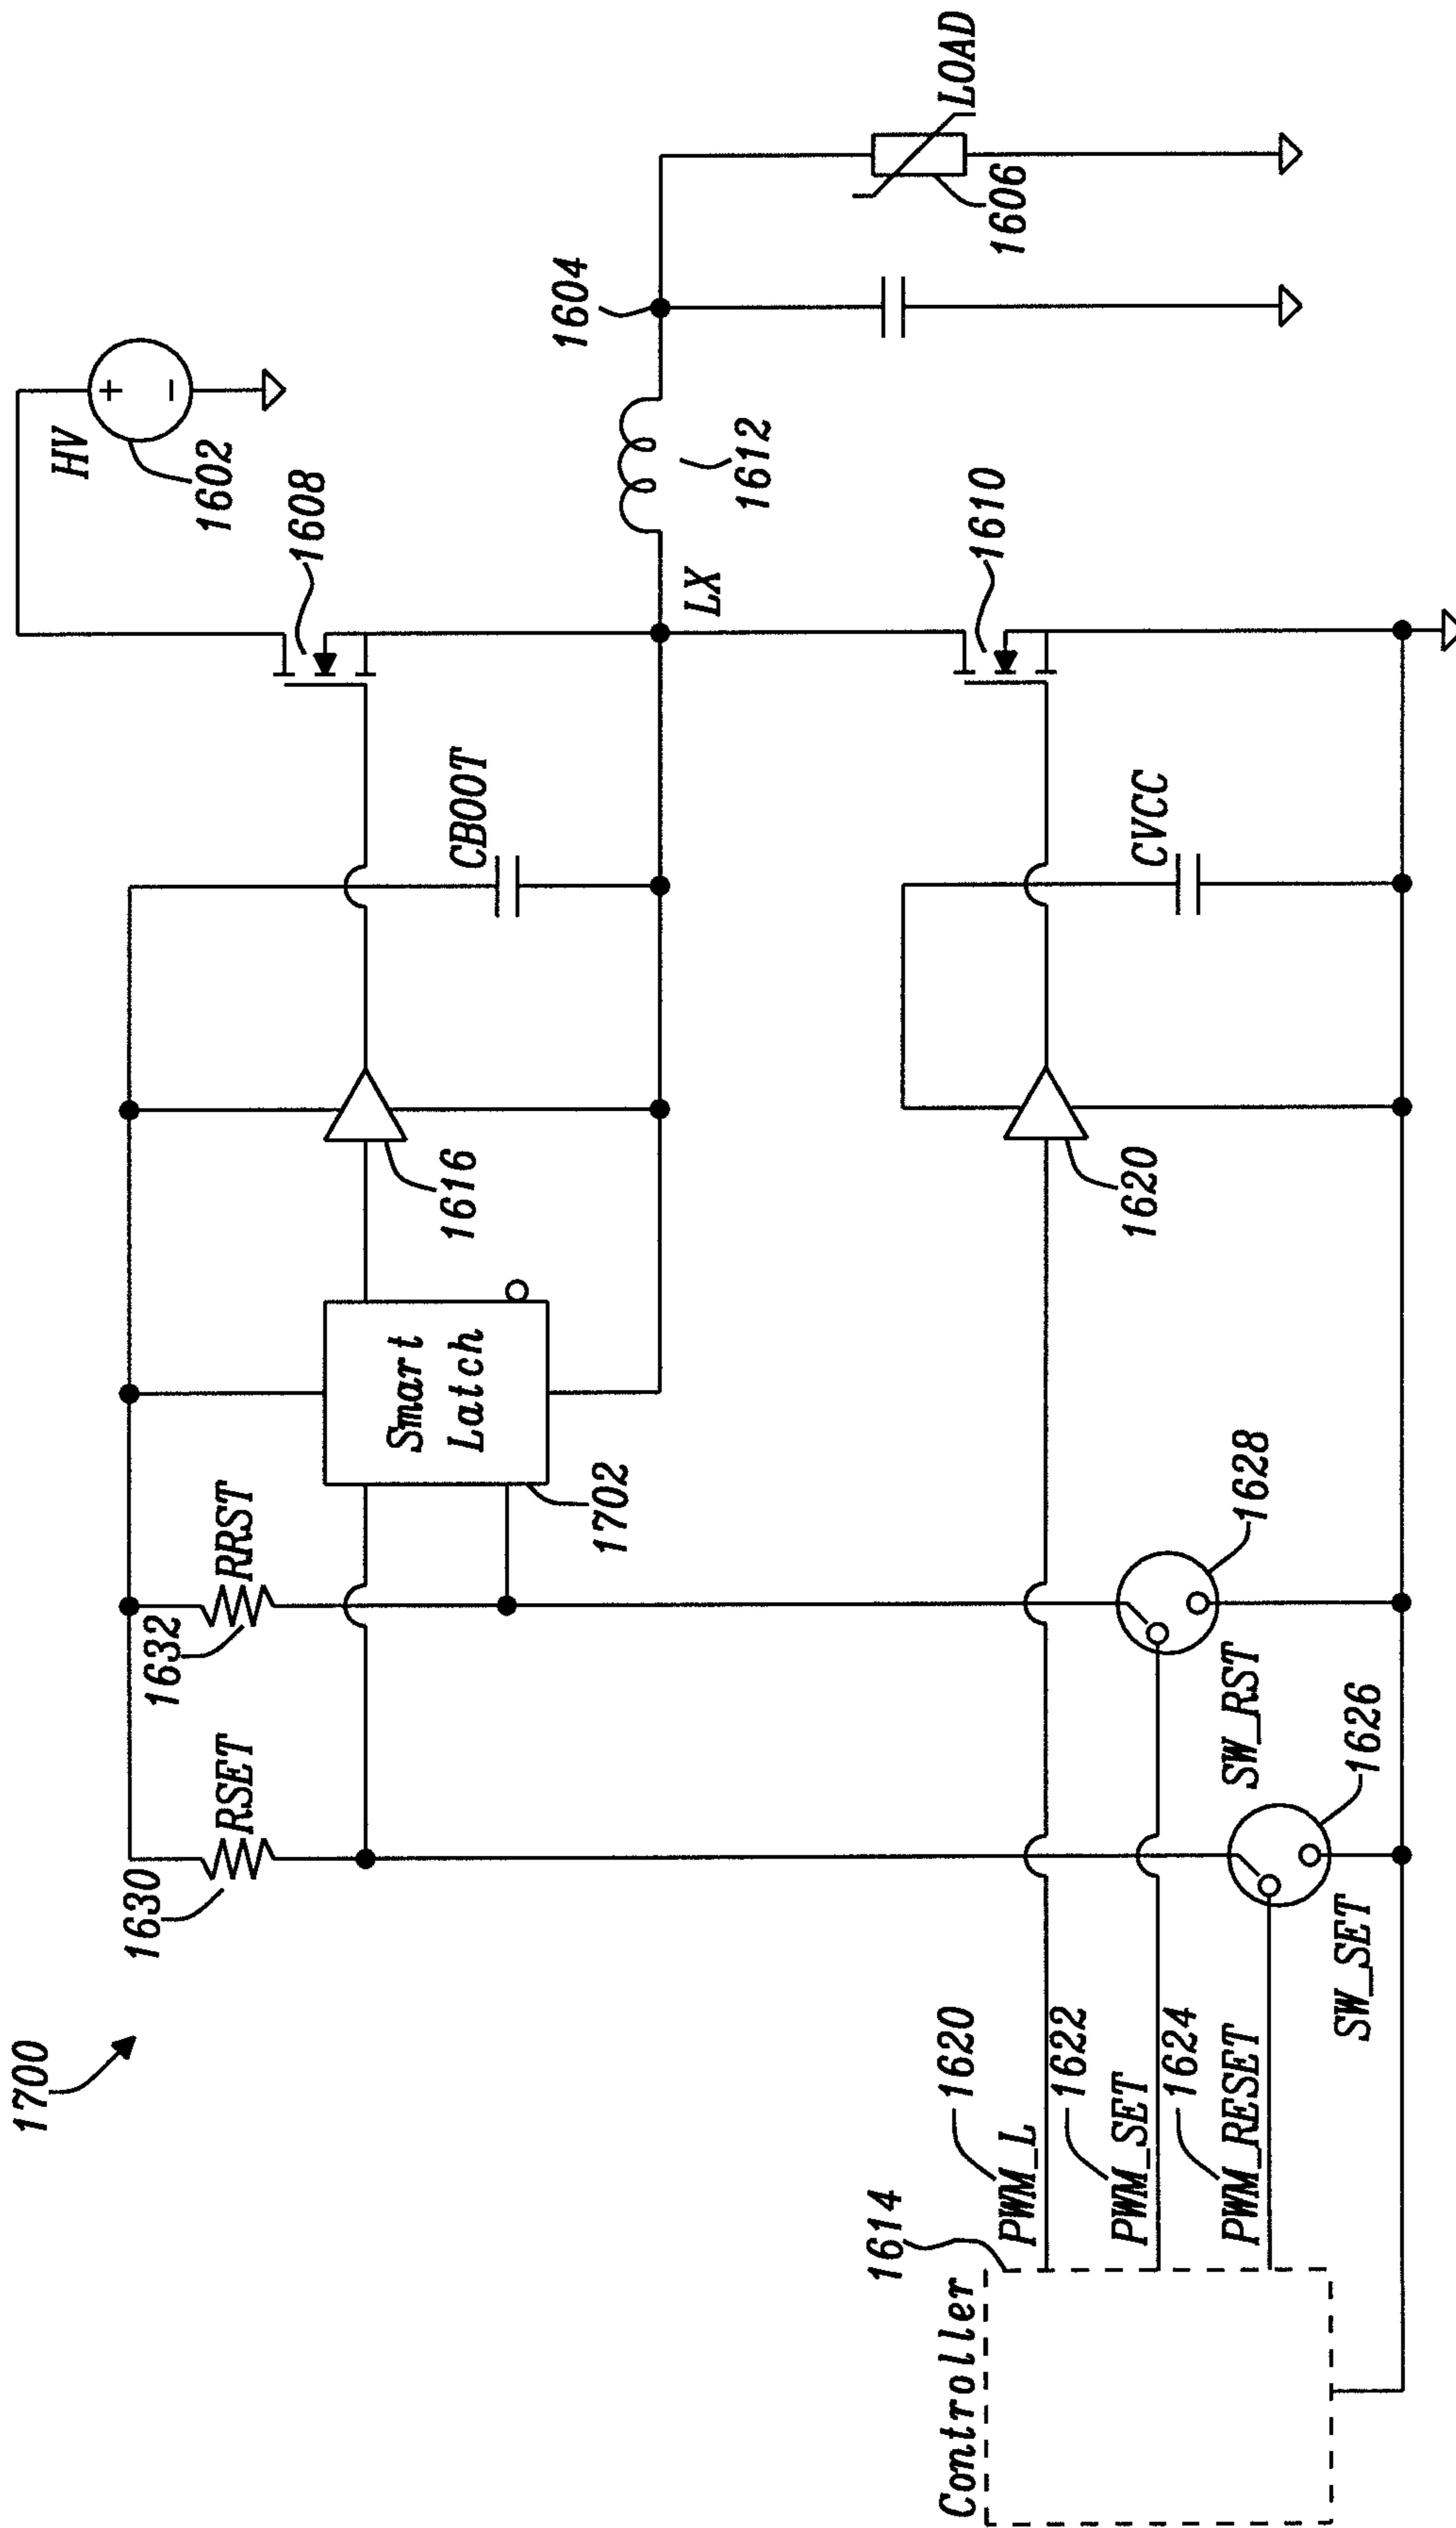 1700
HV
1602
1608
1630
RSET
1632
RRST
Smart
Latch
1702
1616
CBOOT
1604
LX
1612
LOAD
1606
1610
CVCC
1620
Controller
1614
PWM_L
1620
PWM_SET
1622
PWM_RESET
1624
SW_RST
1628
SW_SET
1626
+
-